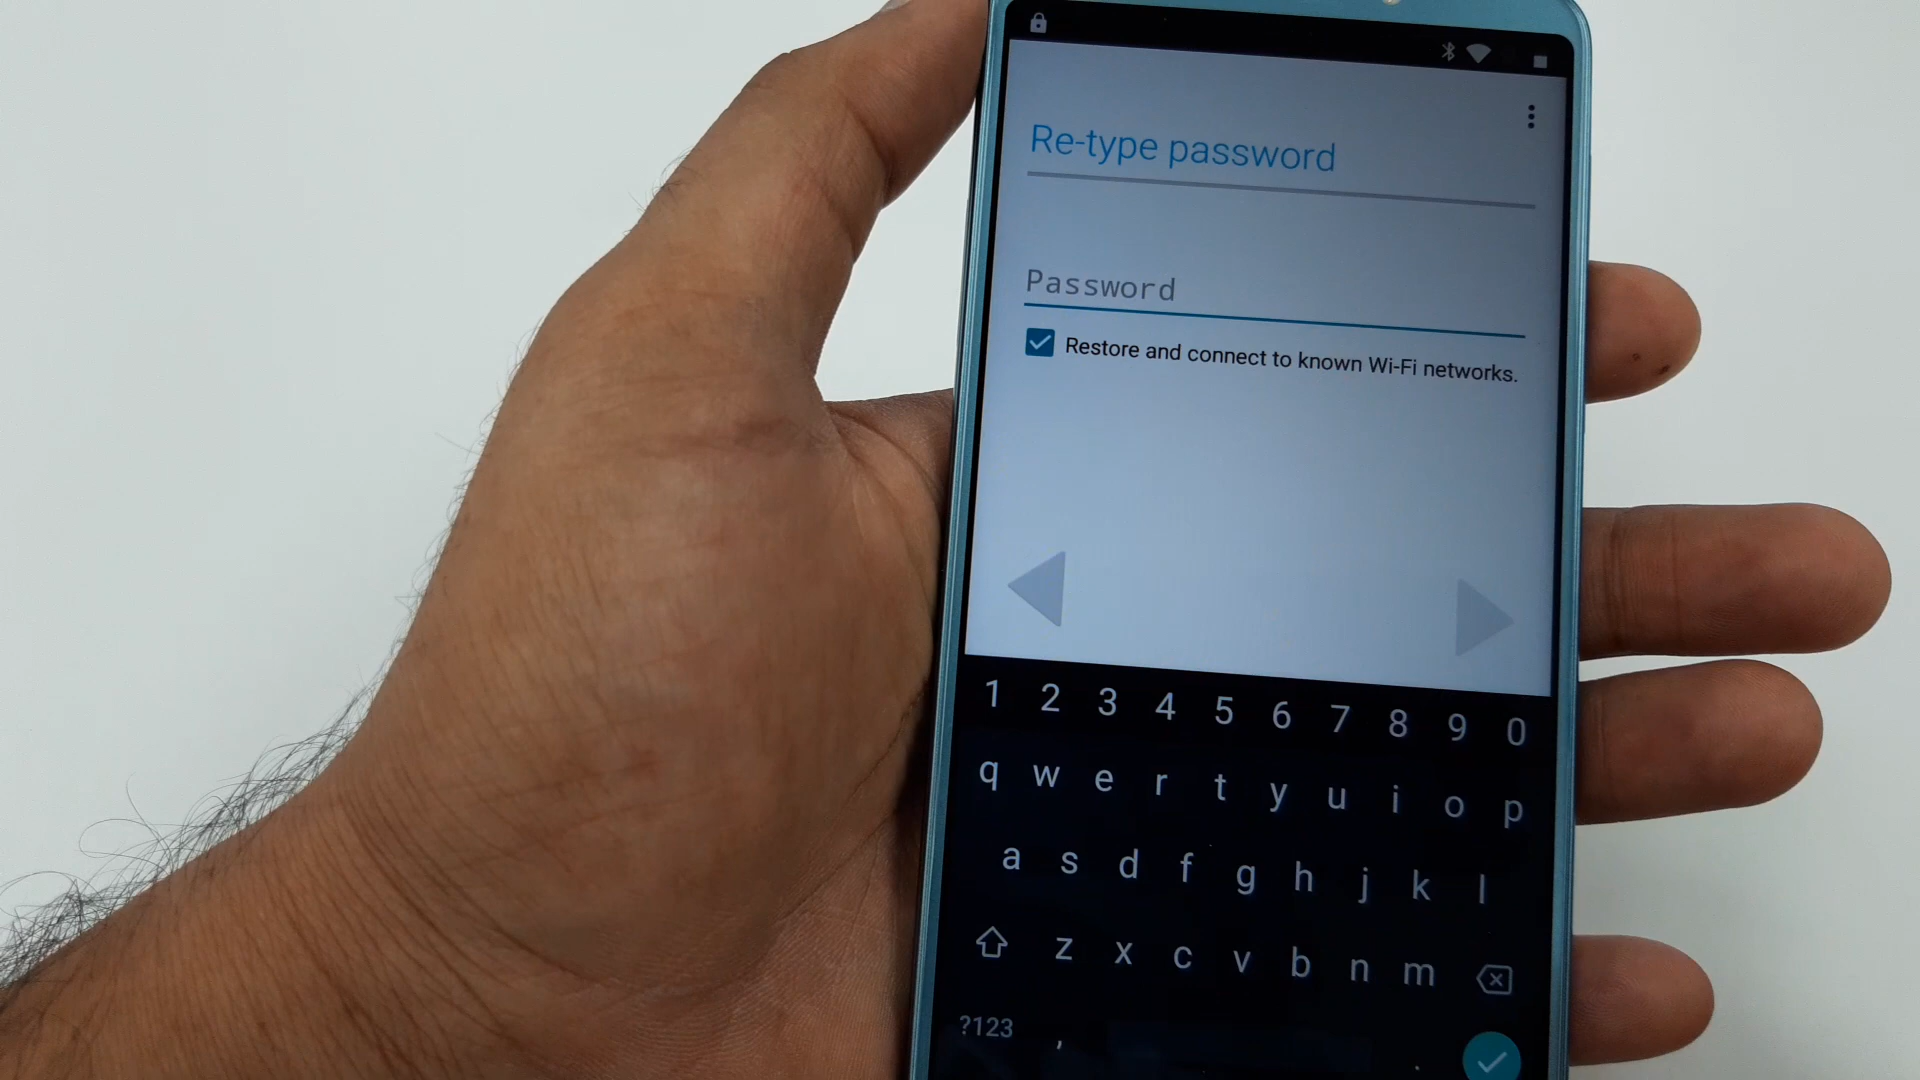 Re-type password
Password
Restore and connect to known Wi-Fi networks.
1 2 3 4 5 6 7 8 9 0
q w e r t y u i o p
a s d f g h j k l
z x c v b n m
?123 , .